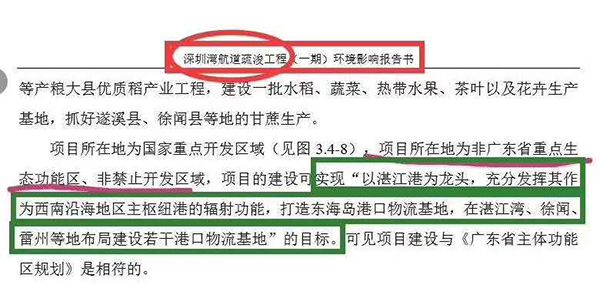 深圳湾航道疏浚工程（一期）环境影响报告书
等产粮大县优质稻产业工程，建设一批水稻、蔬菜、热带水果、茶叶以及花卉生产
基地，抓好遂溪县、徐闻县等地的甘蔗生产。
项目所在地为国家重点开发区域（见图 3.4-8），项目所在地为非广东省重点生
态功能区、非禁止开发区域，项目的建设可实现“以湛江港为龙头，充分发挥其作
为西南沿海地区主枢纽港的辐射功能，打造东海岛港口物流基地，在湛江湾、徐闻、
雷州等地布局建设若干港口物流基地”的目标。可见项目建设与《广东省主体功能
区规划》是相符的。